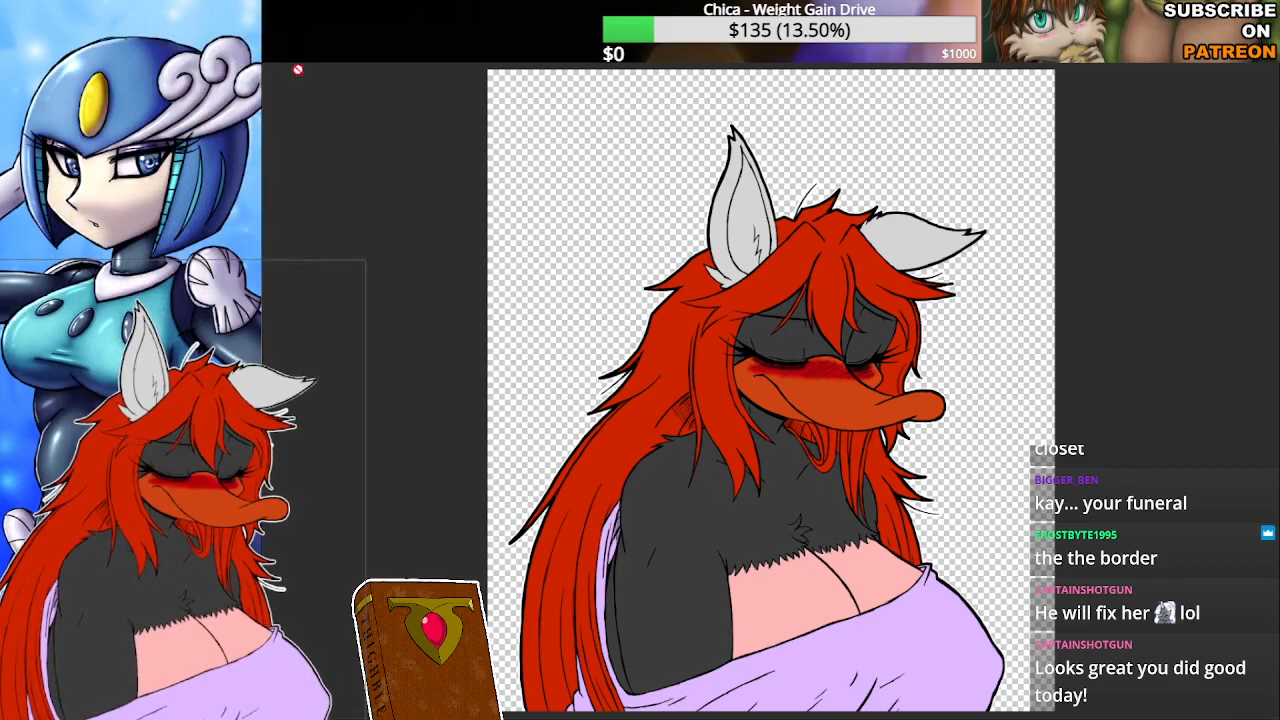 Chica - Weight Gain Drive
$135 (13.50%)
$0
$1000
SUBSCRIBE
ON
PATREON
closet
BIGGER_BEN
kay... your funeral
FROSTBYTE1995
the the border
CAPTAINSHOTGUN
He will fix her lol
CAPTAINSHOTGUN
Looks great you did good
today!